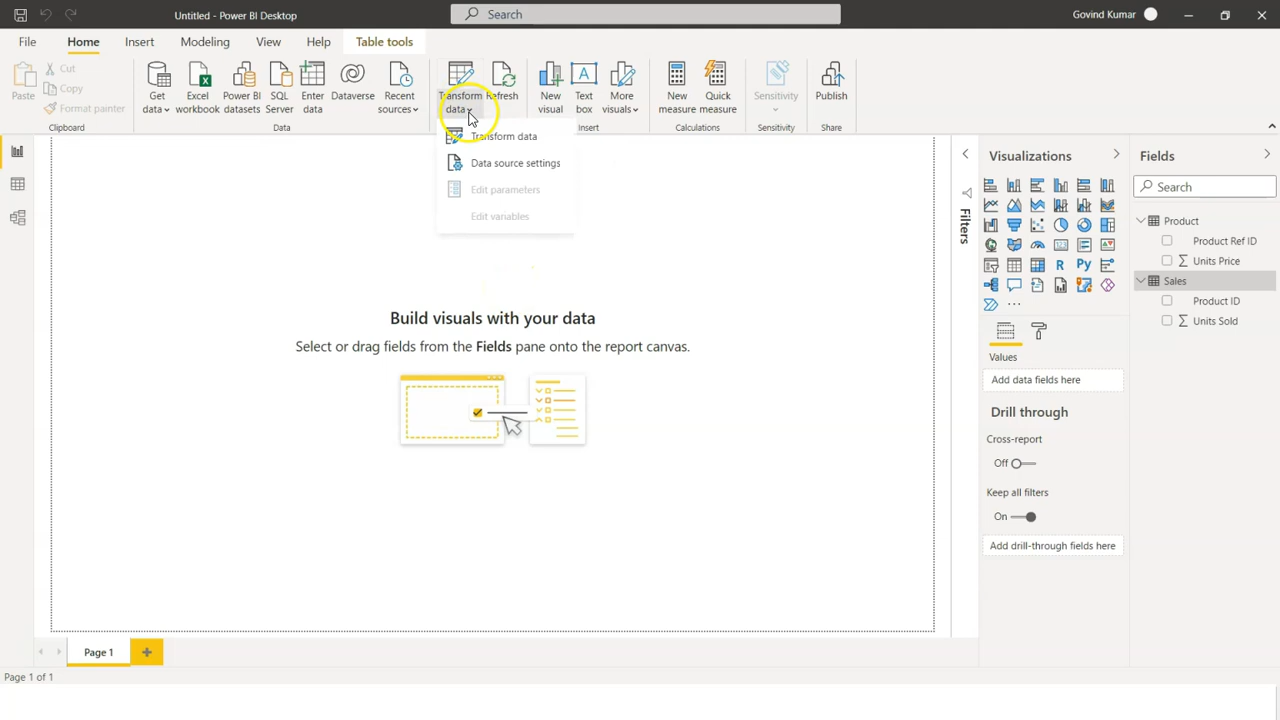 Untitled - Power BI Desktop
Search
Govind Kumar
File
Home
Insert
Modeling
View
Help
Table tools
Paste
Cut
Copy
Format painter
Clipboard
Get data
Excel workbook
Power BI datasets
SQL Server
Enter data
Dataverse
Recent sources
Data
Transform data
Refresh
New visual
Text box
More visuals
Insert
New measure
Quick measure
Calculations
Sensitivity
Sensitivity
Publish
Share
Transform data
Data source settings
Edit parameters
Edit variables
Build visuals with your data
Select or drag fields from the Fields pane onto the report canvas.
Filters
Visualizations
R
Py
Values
Add data fields here
Drill through
Cross-report
Off
Keep all filters
On
Add drill-through fields here
Fields
Search
Product
Product Ref ID
Units Price
Sales
Product ID
Units Sold
Page 1
Page 1 of 1